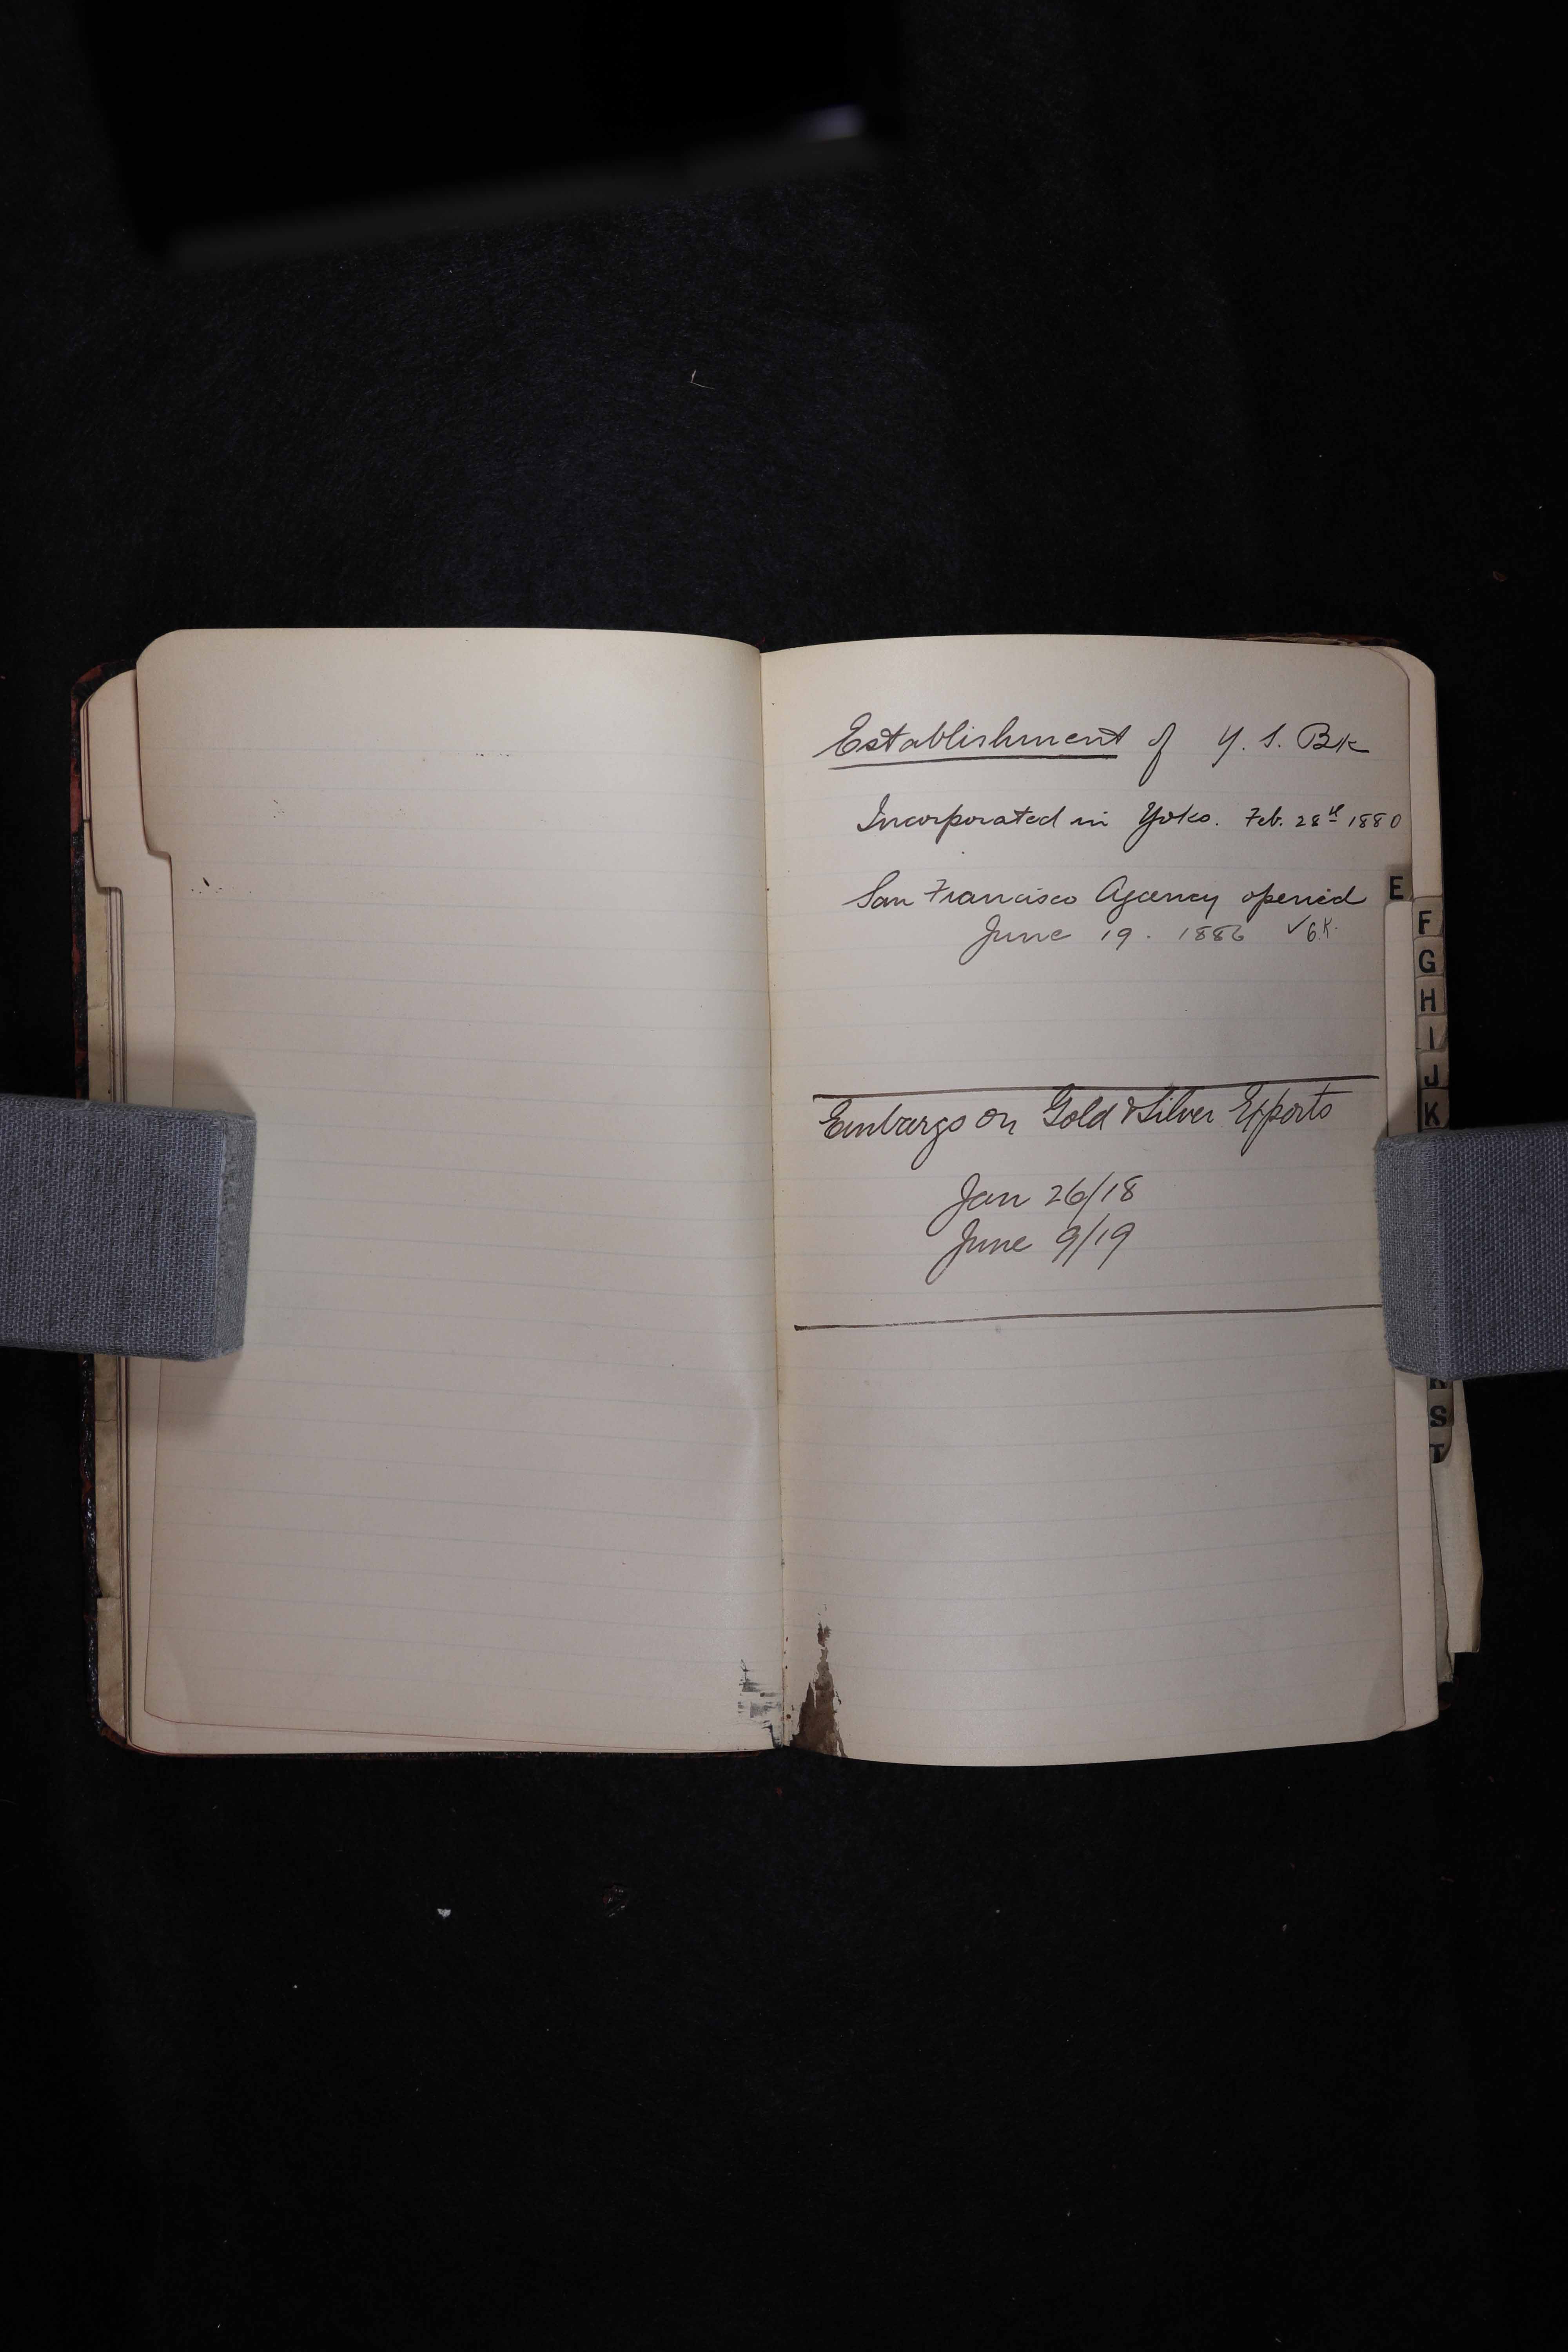 Establishment of Y. S. Bk
Incorporated in Yoko. Feb. 28th 1880
San Francisco Agency opened
June 19. 1886 ✓ G.K.
Embargo on Gold & Silver Exports
Jan 26/18
June 9/19
E
F
G
H
I
J
K
R
S
T